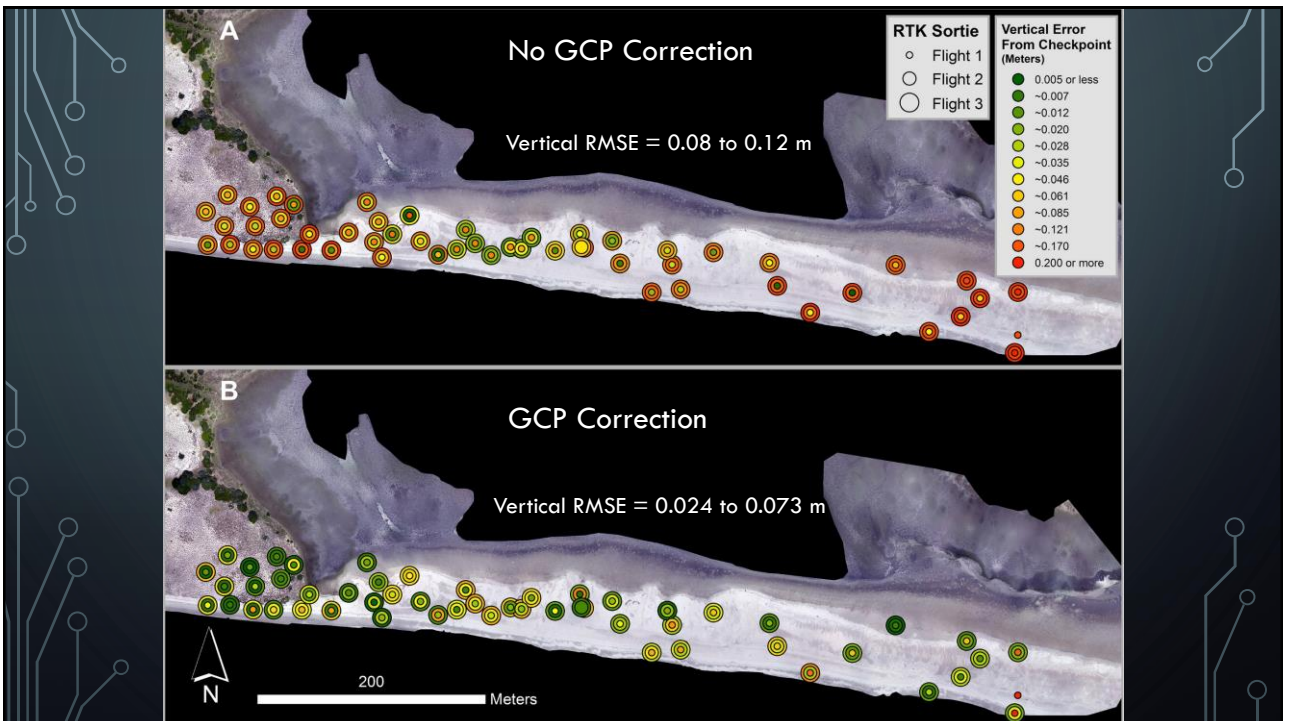 A
No GCP Correction
Vertical RMSE = 0.08 to 0.12 m
RTK Sortie
Flight 1
Flight 2
Flight 3
Vertical Error
From Checkpoint
(Meters)
0.005 or less
~0.007
~0.012
~0.020
~0.028
~0.035
~0.046
~0.061
~0.085
~0.121
~0.170
0.200 or more
B
GCP Correction
Vertical RMSE = 0.024 to 0.073 m
N
200
Meters